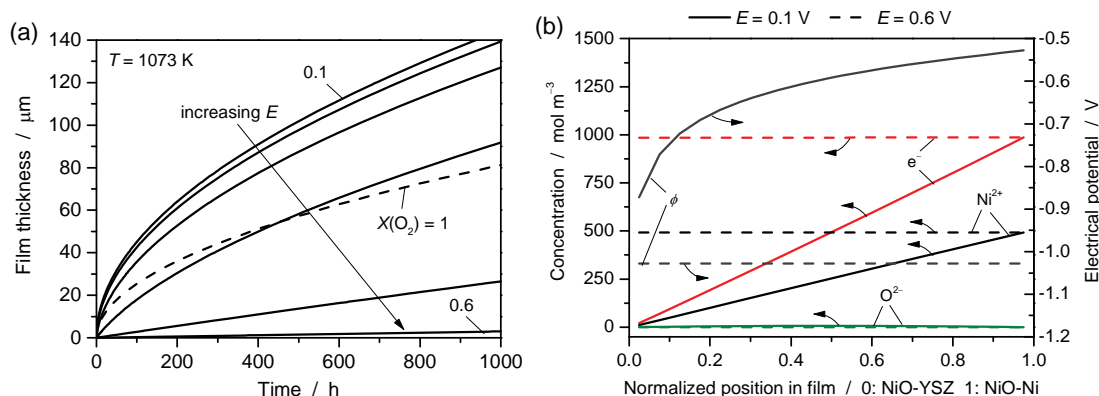 (a)
T = 1073 K
0.1
increasing E
X(O₂) = 1
0.6
140
120
100
80
60
40
20
0
0 200 400 600 800 1000
Film thickness / μm
Time / h
E = 0.1 V E = 0.6 V
(b)
1500
1250
1000
750
500
250
0
Concentration / mol m⁻³
-0.5
-0.6
-0.7
-0.8
-0.9
-1.0
-1.1
-1.2
Electrical potential / V
e⁻
Ni²⁺
ϕ
O²⁻
0.0 0.2 0.4 0.6 0.8 1.0
Normalized position in film / 0: NiO-YSZ 1: NiO-Ni